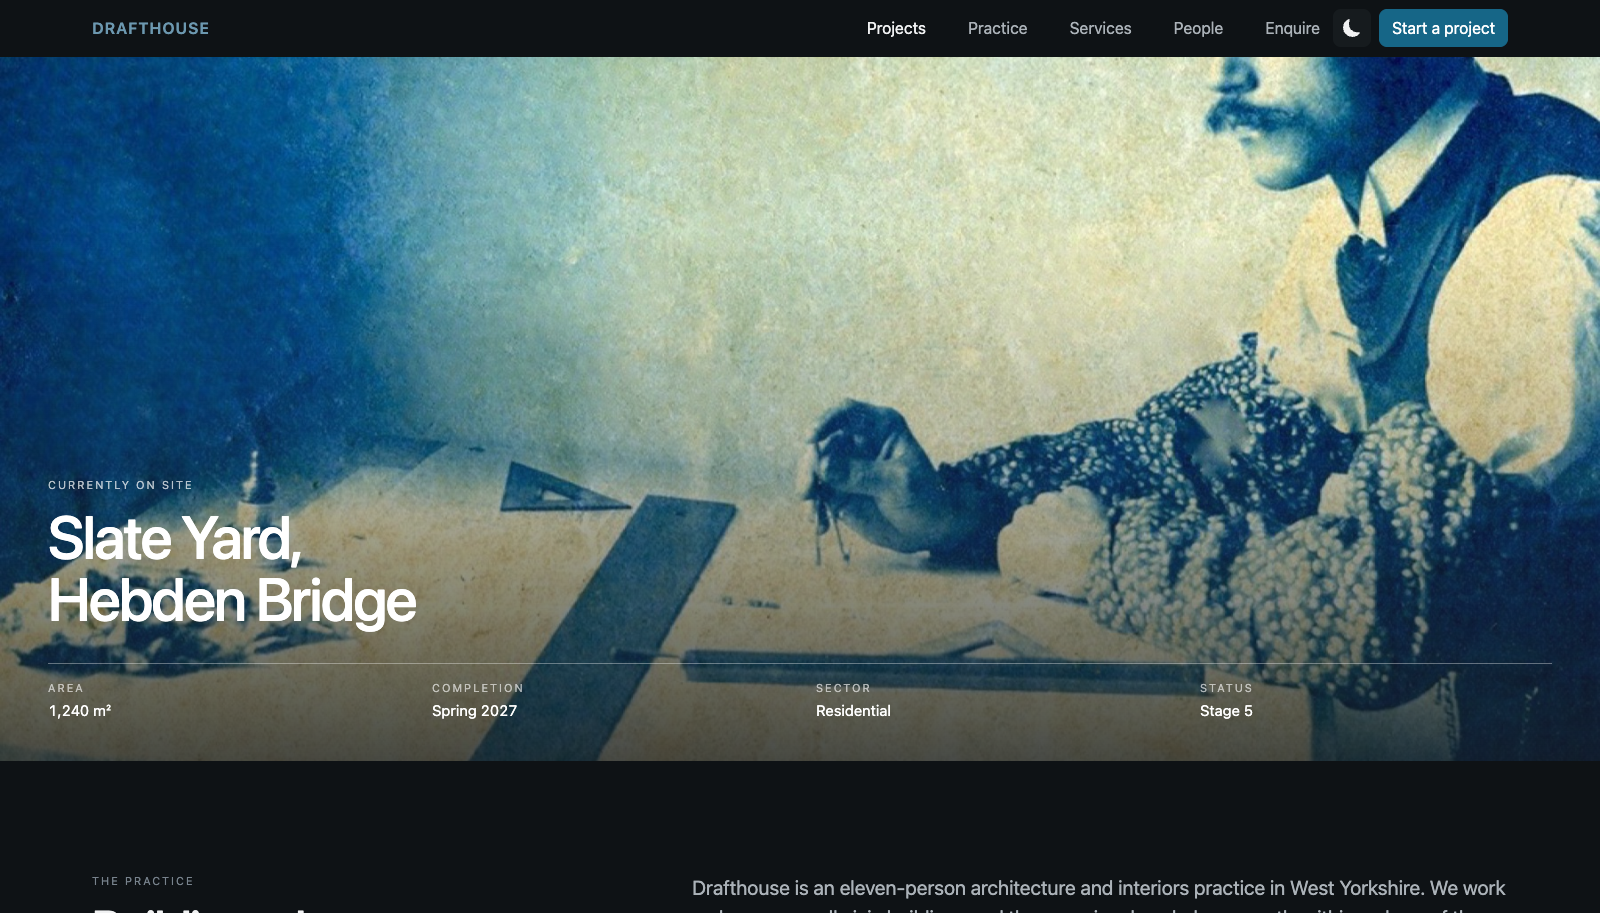 DRAFTHOUSE
Projects
Practice
Services
People
Enquire
Start a project
CURRENTLY ON SITE
Slate Yard,
Hebden Bridge
AREA
1,240 m²
COMPLETION
Spring 2027
SECTOR
Residential
STATUS
Stage 5
THE PRACTICE
Drafthouse is an eleven-person architecture and interiors practice in West Yorkshire. We work